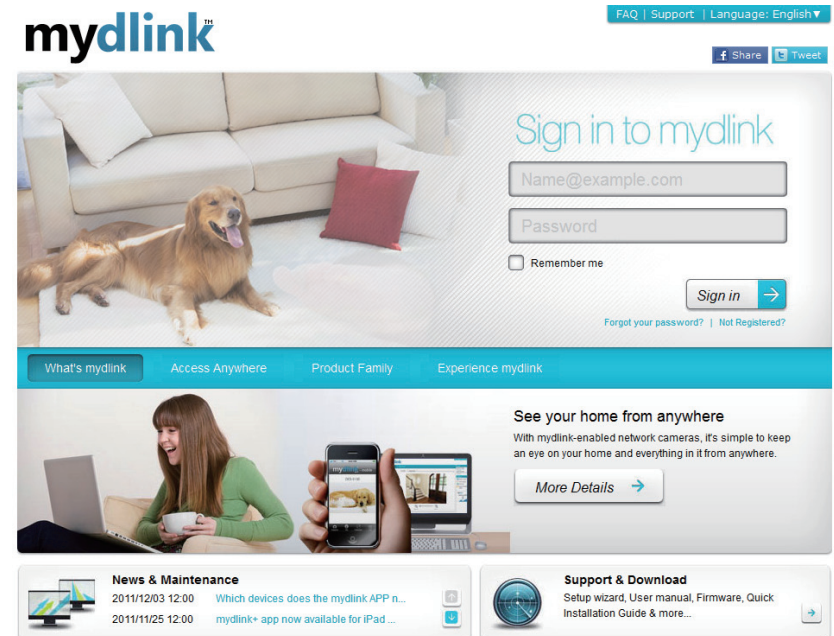 mydlink™
FAQ | Support | Language: English▼
Share
Tweet
Sign in to mydlink
Name@example.com
Password
Remember me
Sign in
Forgot your password? | Not Registered?
What's mydlink
Access Anywhere
Product Family
Experience mydlink
See your home from anywhere
With mydlink-enabled network cameras, it's simple to keep
an eye on your home and everything in it from anywhere.
More Details
mydlink
News & Maintenance
2011/12/03 12:00 Which devices does the mydlink APP n...
2011/11/25 12:00 mydlink+ app now available for iPad ...
Support & Download
Setup wizard, User manual, Firmware, Quick
Installation Guide & more...